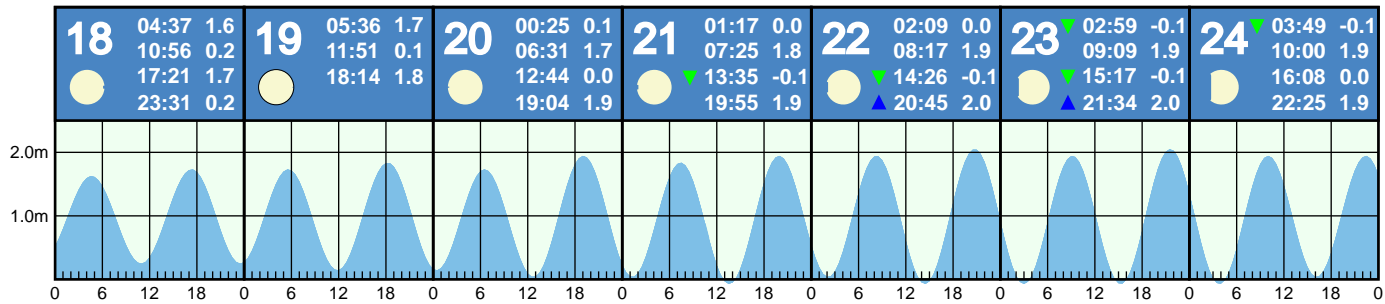 18
04:37 1.6
10:56 0.2
17:21 1.7
23:31 0.2
19
05:36 1.7
11:51 0.1
18:14 1.8
20
00:25 0.1
06:31 1.7
12:44 0.0
19:04 1.9
21
01:17 0.0
07:25 1.8
▼ 13:35 -0.1
19:55 1.9
22
02:09 0.0
08:17 1.9
▼ 14:26 -0.1
▲ 20:45 2.0
23
▼ 02:59 -0.1
09:09 1.9
▼ 15:17 -0.1
▲ 21:34 2.0
24
▼ 03:49 -0.1
10:00 1.9
16:08 0.0
22:25 1.9
2.0m
1.0m
0 6 12 18 0 6 12 18 0 6 12 18 0 6 12 18 0 6 12 18 0 6 12 18 0 6 12 18 0